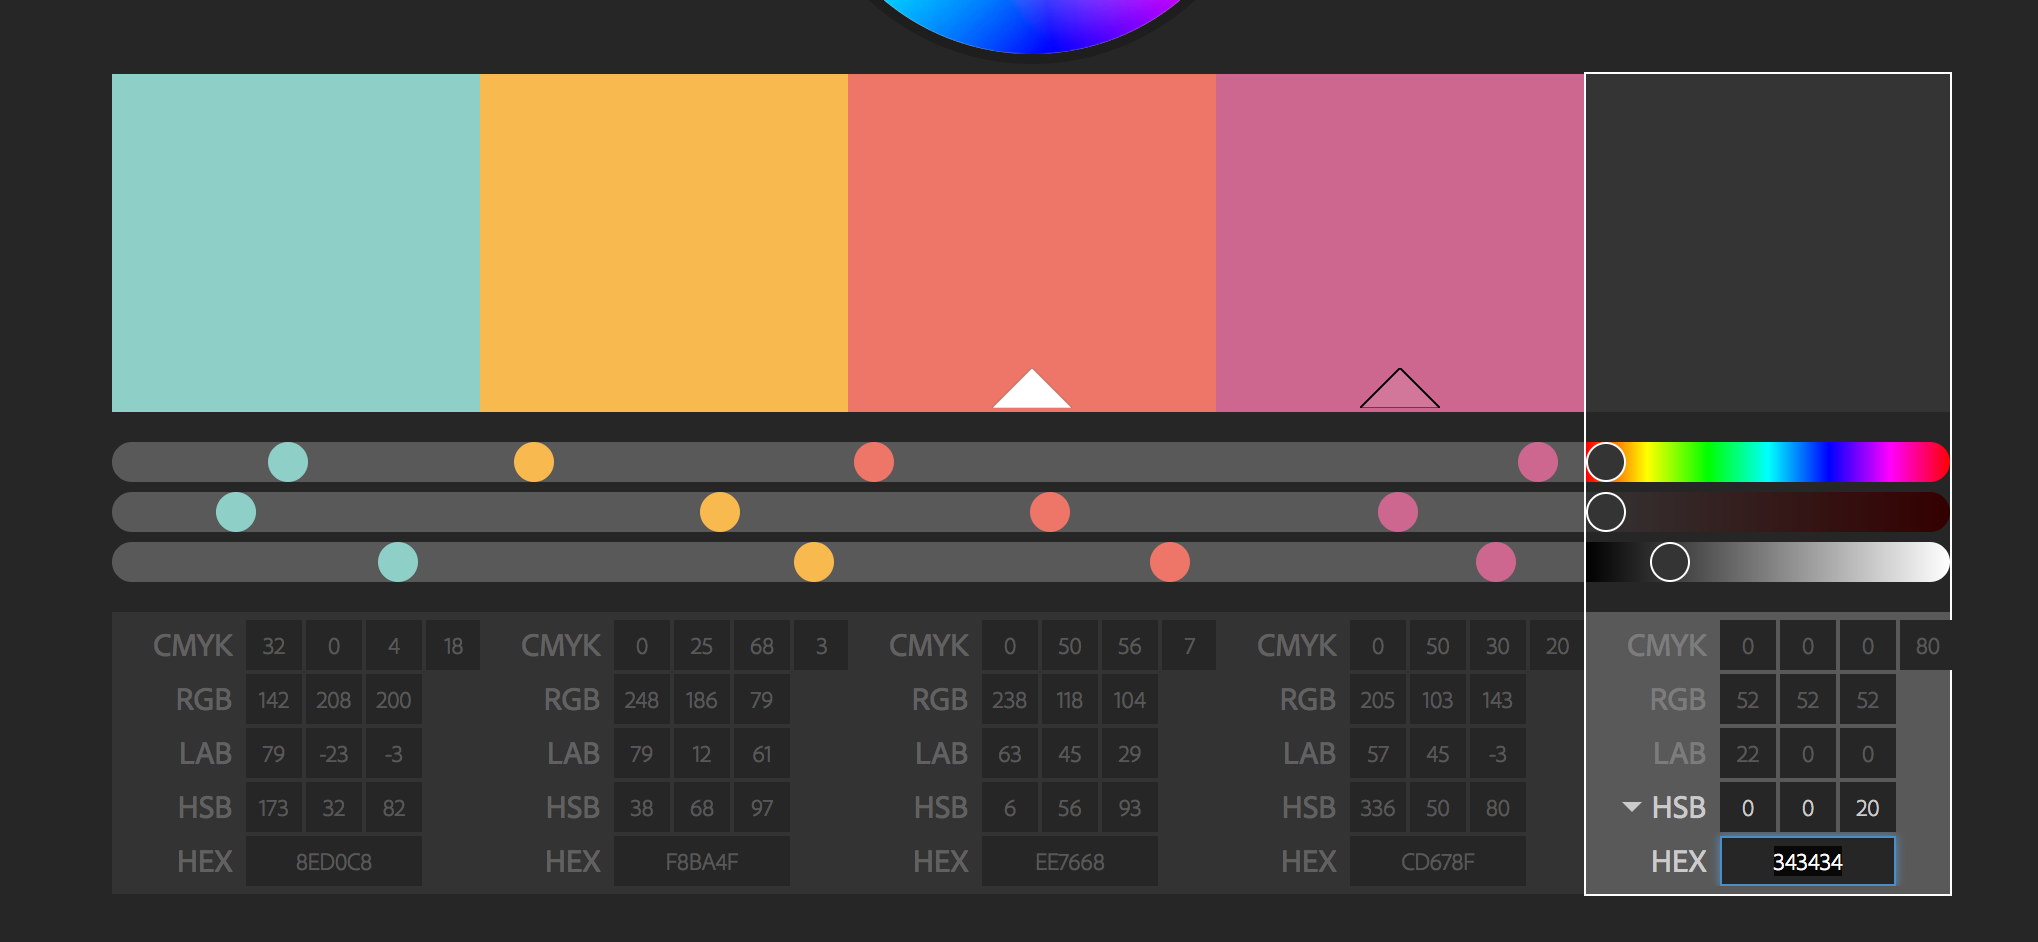 CMYK 32 0 4 18 CMYK 0 25 68 3 CMYK 0 50 56 7 CMYK 0 50 30 20 CMYK 0 0 0 80
RGB 142 208 200 RGB 248 186 79 RGB 238 118 104 RGB 205 103 143 RGB 52 52 52
LAB 79 -23 -3 LAB 79 12 61 LAB 63 45 29 LAB 57 45 -3 LAB 22 0 0
HSB 173 32 82 HSB 38 68 97 HSB 6 56 93 HSB 336 50 80 HSB 0 0 20
HEX 8ED0C8 HEX F8BA4F HEX EE7668 HEX CD678F HEX 343434